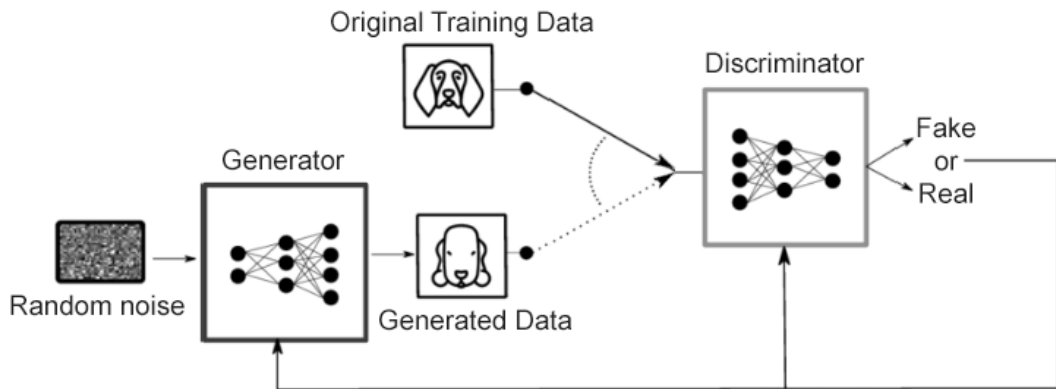 Original Training Data
Discriminator
Generator
Fake
or
Real
Random noise
Generated Data